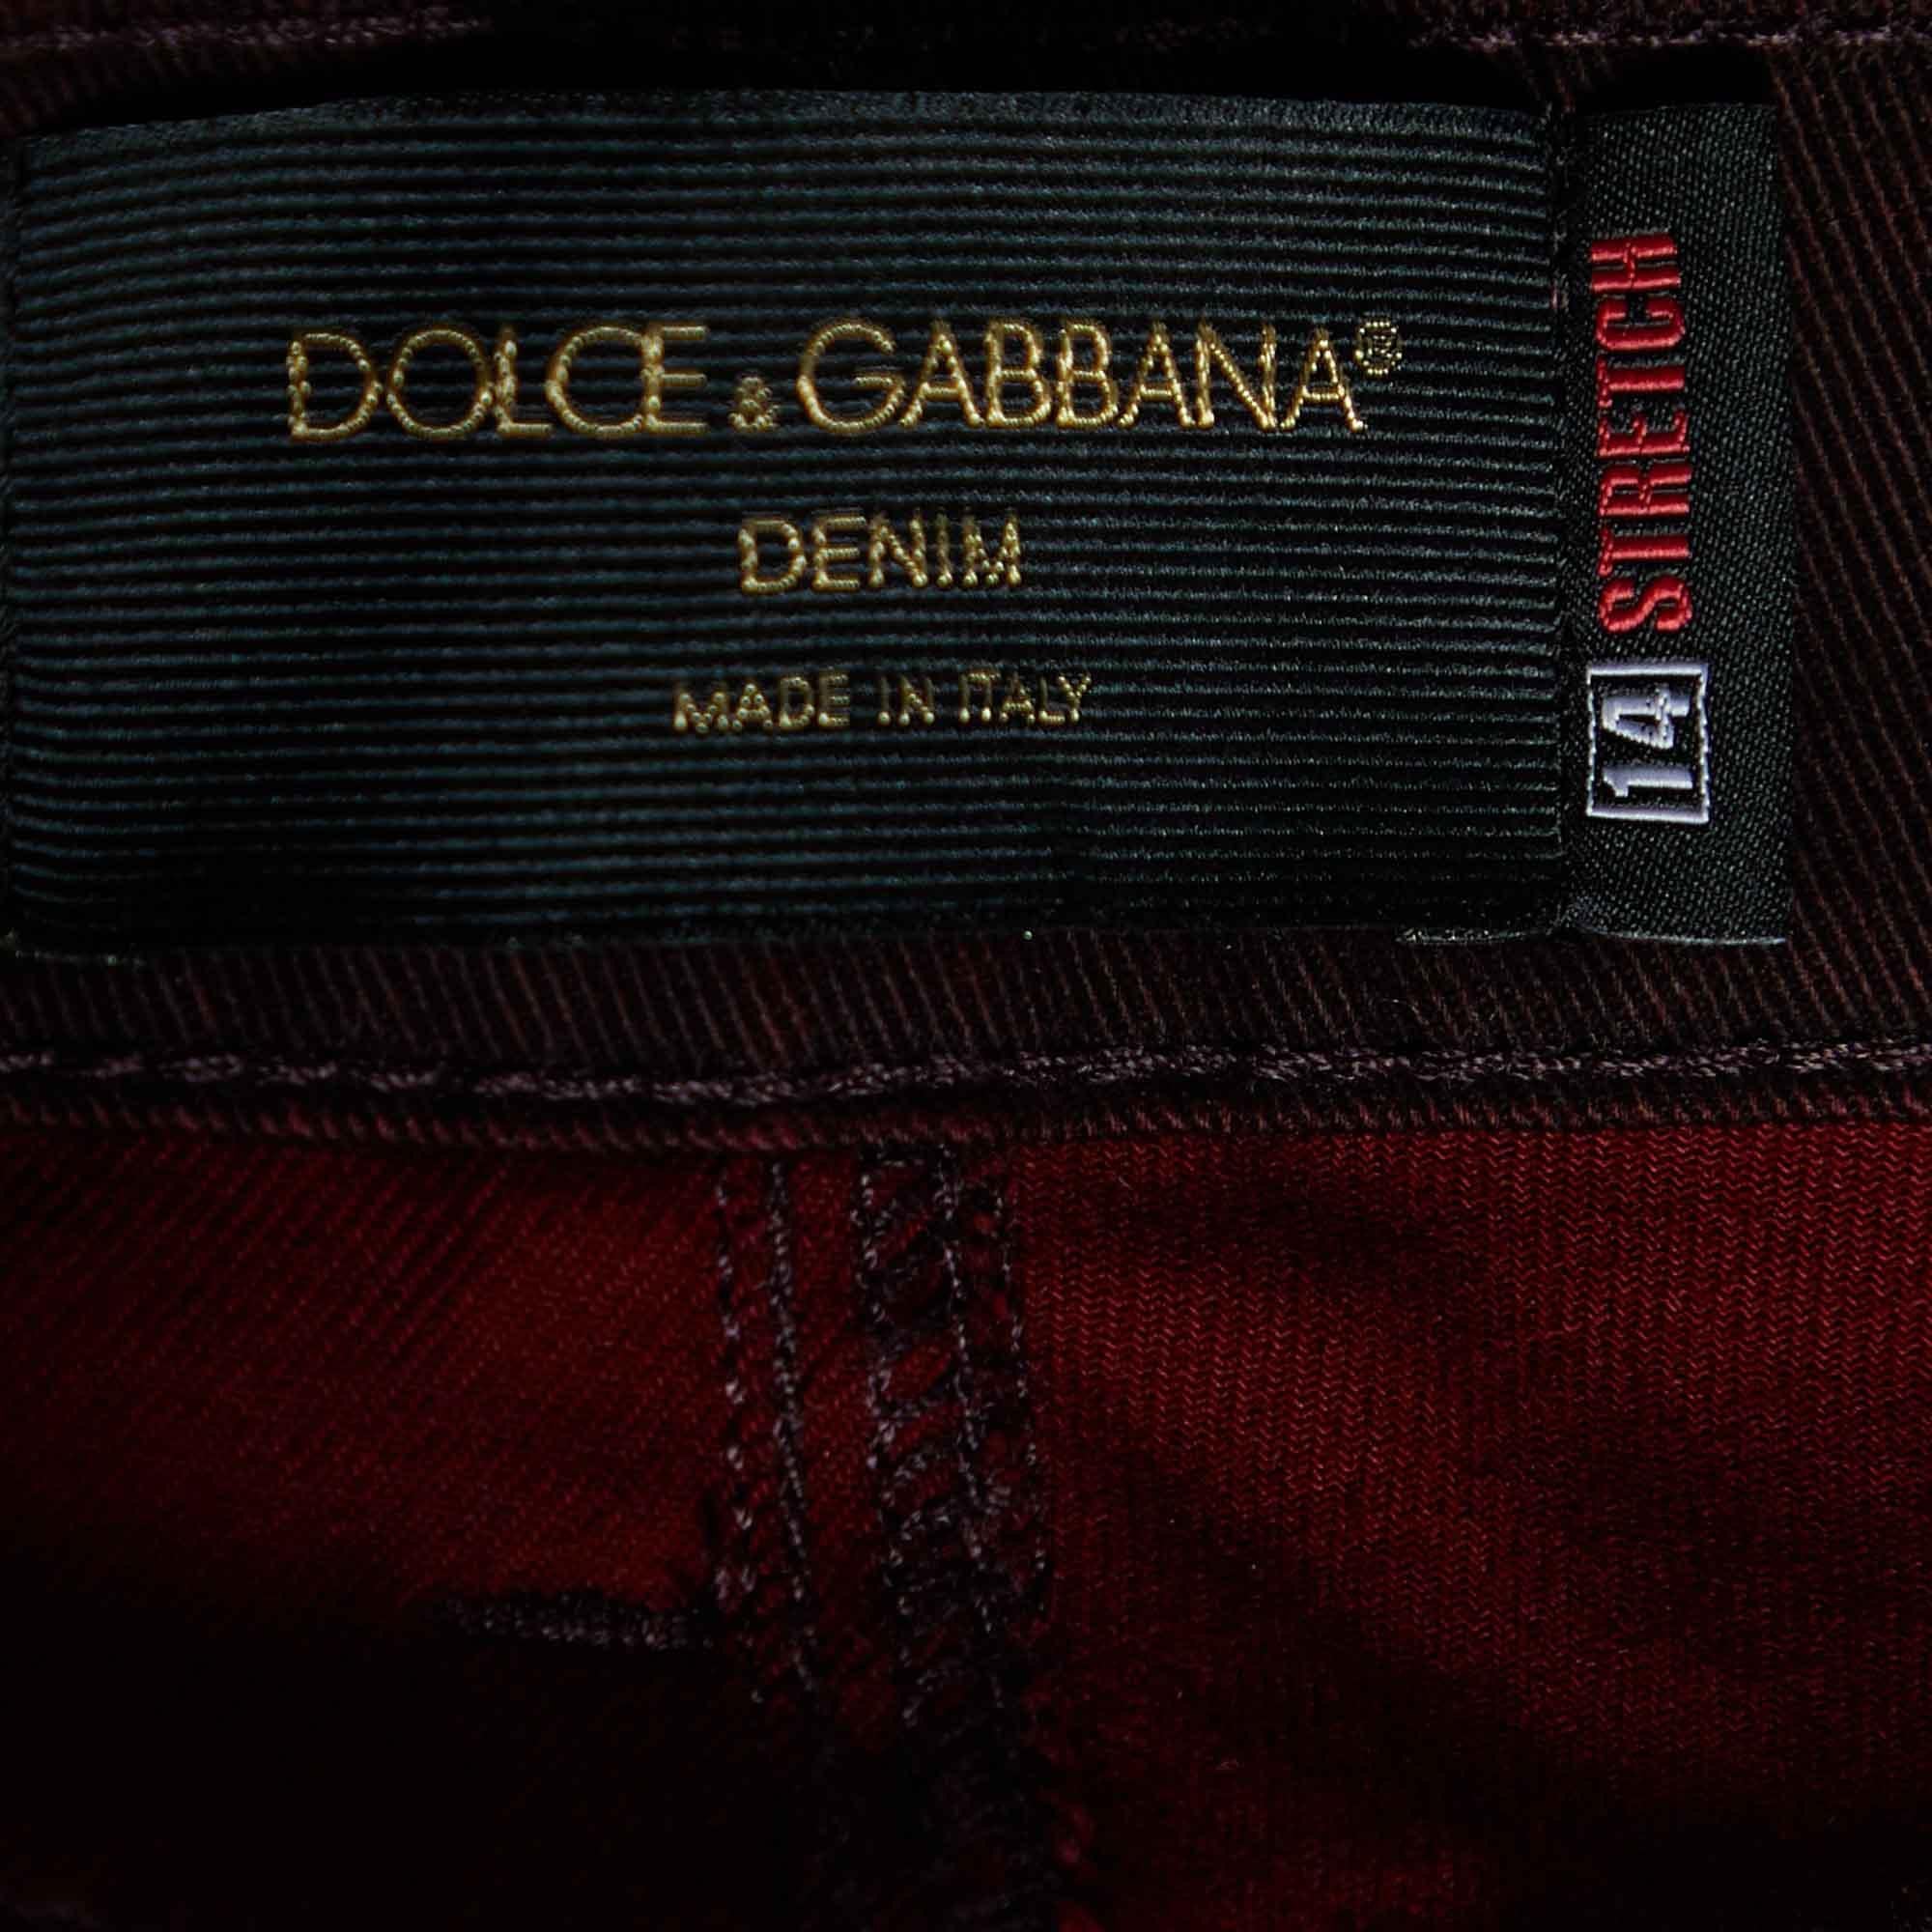 DOLCE & GABBANA®
DENIM
MADE IN ITALY
14 STRETCH